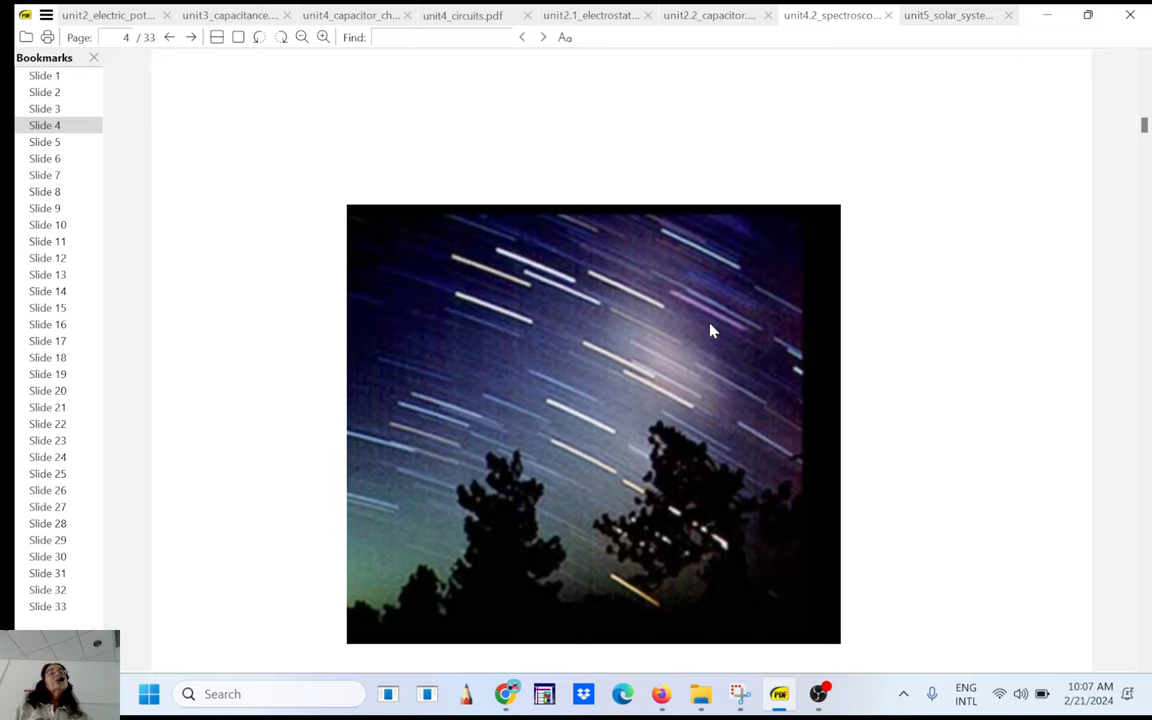 unit2_electric_pot...
unit3_capacitance....
unit4_capacitor_ch...
unit4_circuits.pdf
unit2.1_electrostat...
unit2.2_capacitor....
unit4.2_spectrosco...
unit5_solar_syste...
Page: 4 / 33
Find:
Aa
Bookmarks
Slide 1
Slide 2
Slide 3
Slide 4
Slide 5
Slide 6
Slide 7
Slide 8
Slide 9
Slide 10
Slide 11
Slide 12
Slide 13
Slide 14
Slide 15
Slide 16
Slide 17
Slide 18
Slide 19
Slide 20
Slide 21
Slide 22
Slide 23
Slide 24
Slide 25
Slide 26
Slide 27
Slide 28
Slide 29
Slide 30
Slide 31
Slide 32
Slide 33
Search
PDF
ENG
INTL
10:07 AM
2/21/2024